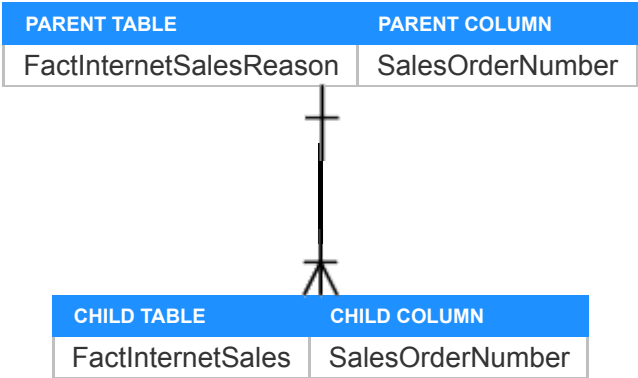 PARENT TABLE PARENT COLUMN
FactInternetSalesReason SalesOrderNumber
CHILD TABLE CHILD COLUMN
FactInternetSales SalesOrderNumber